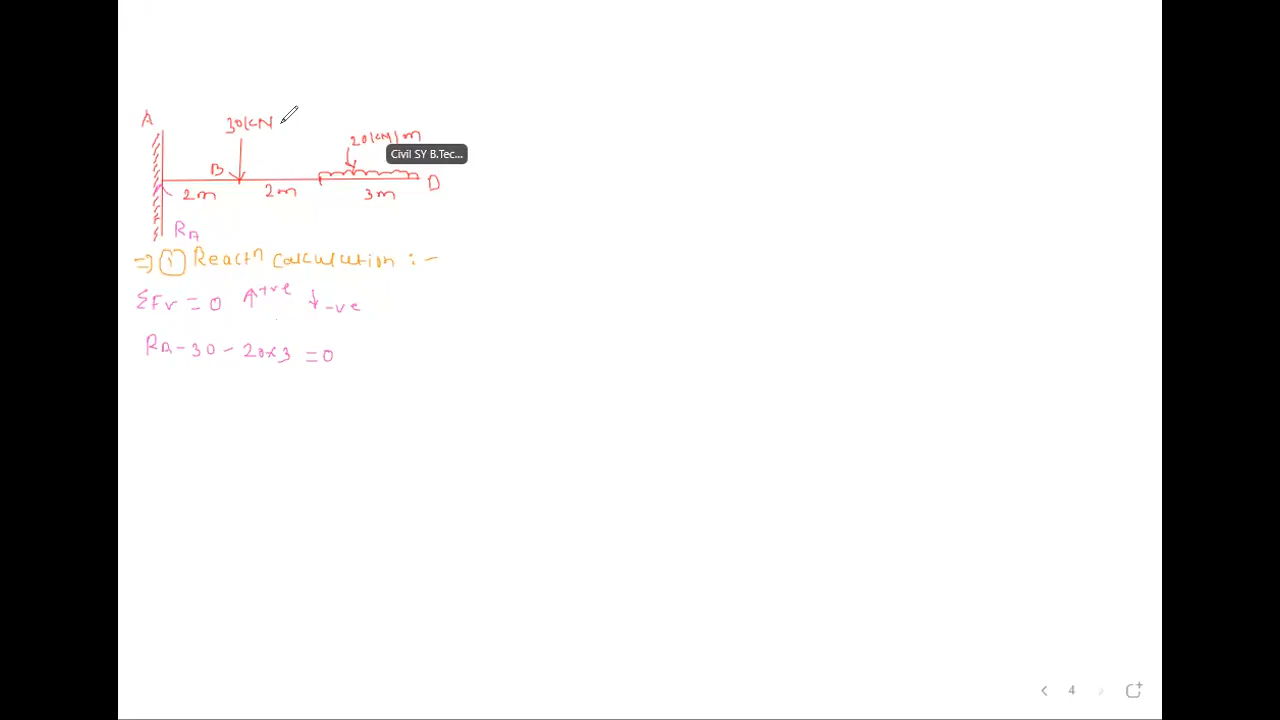 A
30kN
20kN/m
Civil SY B.Tec...
B
2m
2m
3m
D
RA
⇒ ① Reactn Calculation :-
ΣFv = 0 ↑+ve ↓-ve
RA - 30 - 20×3 = 0
4